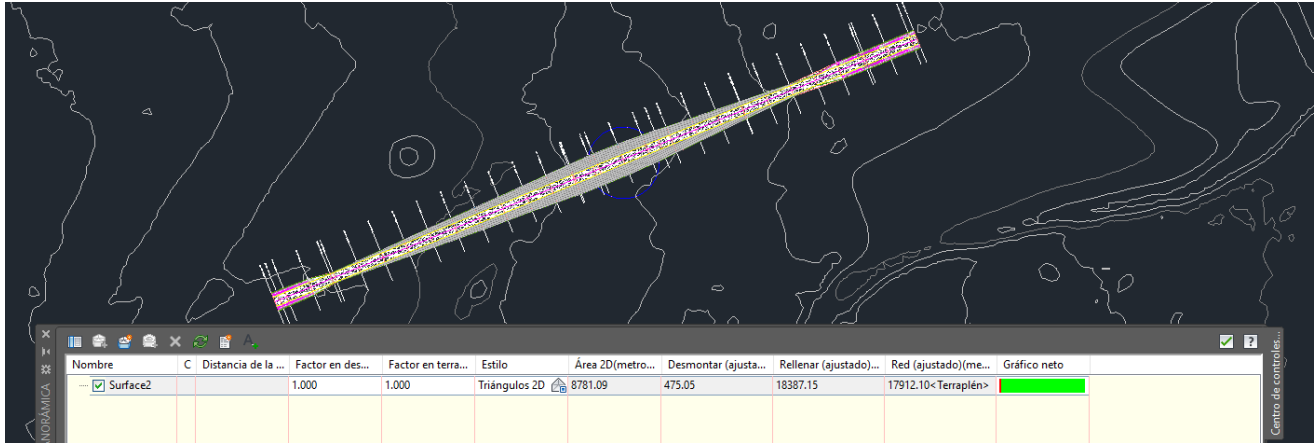 Nombre C Distancia de la ... Factor en des... Factor en terra... Estilo Área 2D(metro... Desmontar (ajusta... Rellenar (ajustado)... Red (ajustado)(me... Gráfico neto
Surface2 1.000 1.000 Triángulos 2D 8781.09 475.05 18387.15 17912.10<Terraplén>
ANORÁMICA
Centro de controles...